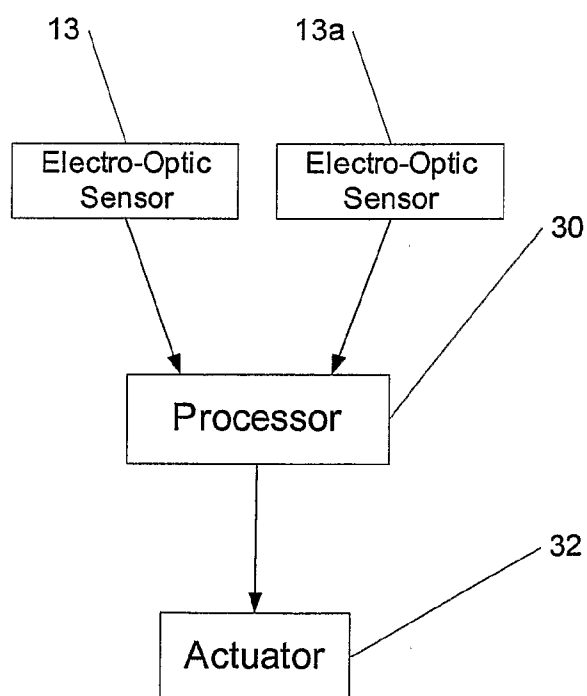 13
13a
Electro-Optic
Sensor
Electro-Optic
Sensor
30
Processor
32
Actuator